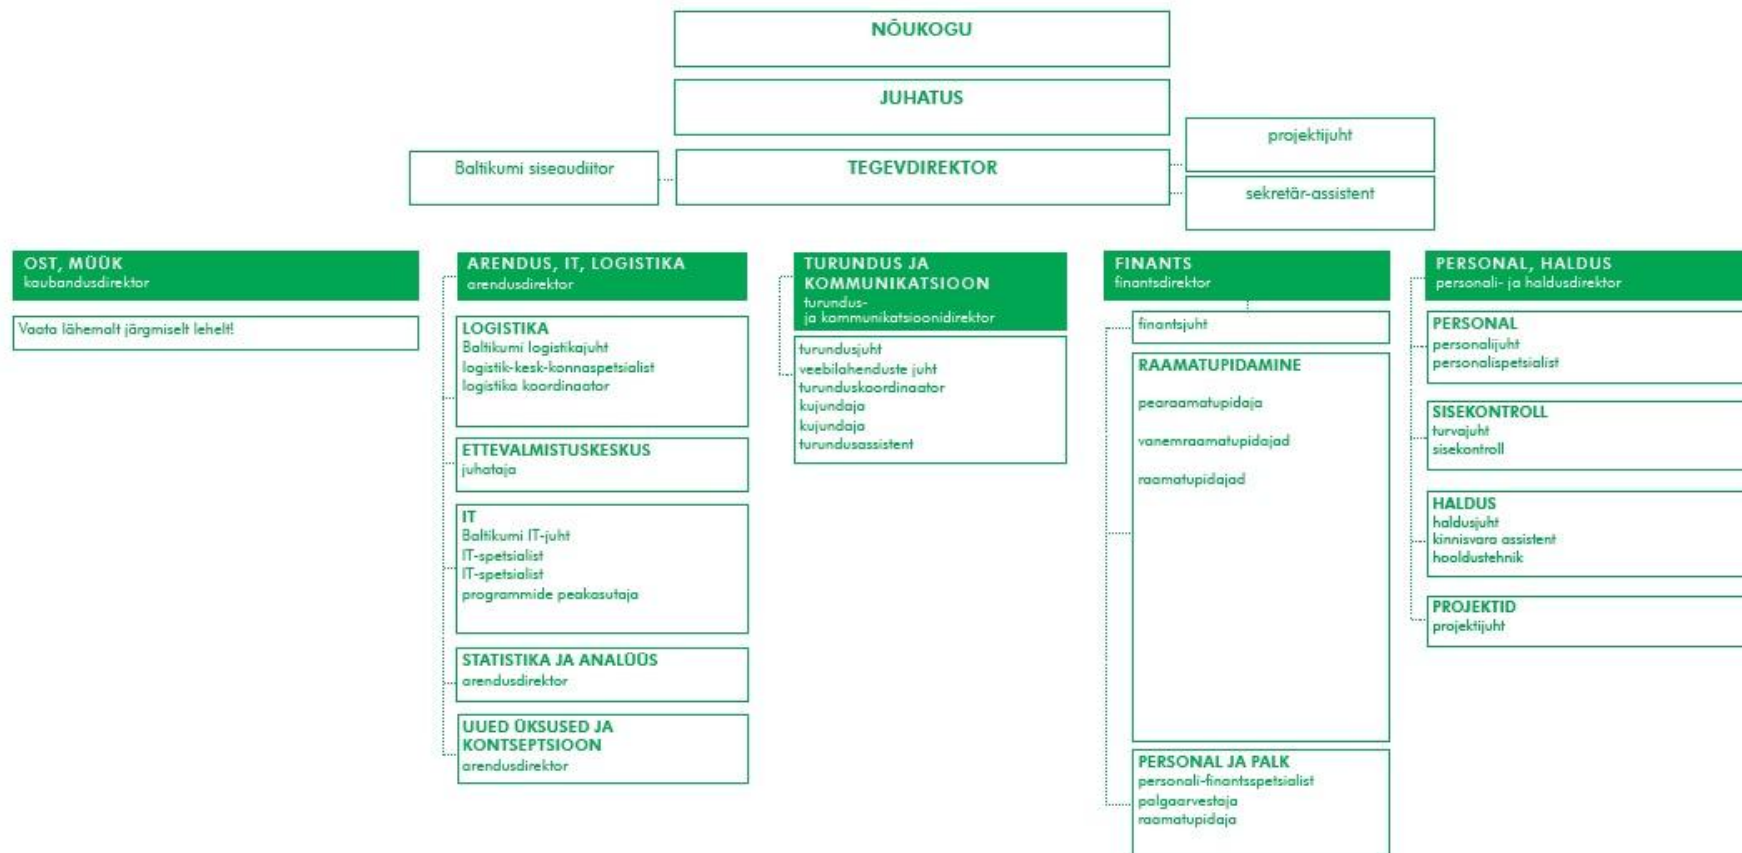 NÕUKOGU
JUHATUS
projektijuht
Baltikumi siseaudiitor
TEGEVDIREKTOR
sekretär-assistent
OST, MÜÜK
kaubandusdirektor
Vaata lähemalt järgmiselt lehelt!
ARENDUS, IT, LOGISTIKA
arendusdirektor
LOGISTIKA
Baltikumi logistikajuht
logistik-kesk-konnaspetsialist
logistika koordinaator
ETTEVALMISTUSKESKUS
juhataja
IT
Baltikumi IT-juht
IT-spetsialist
IT-spetsialist
programmide peakasutaja
STATISTIKA JA ANALÜÜS
arendusdirektor
UUED ÜKSUSED JA
KONTSEPTSIOON
arendusdirektor
TURUNDUS JA
KOMMUNIKATSIOON
turundus-
ja kommunikatsioonidirektor
turundusjuht
veebilahenduste juht
turunduskoordinaator
kujundaja
kujundaja
turundusassistent
FINANTS
finantsdirektor
finantsjuht
RAAMATUPIDAMINE
pearaamatupidaja
vanemraamatupidajad
raamatupidajad
PERSONAL JA PALK
personali-finantsspetsialist
palgaarvestaja
raamatupidaja
PERSONAL, HALDUS
personali- ja haldusdirektor
PERSONAL
personalijuht
personalispetsialist
SISEKONTROLL
turvajuht
sisekontroll
HALDUS
haldusjuht
kinnisvara assistent
hooldustehnik
PROJEKTID
projektijuht